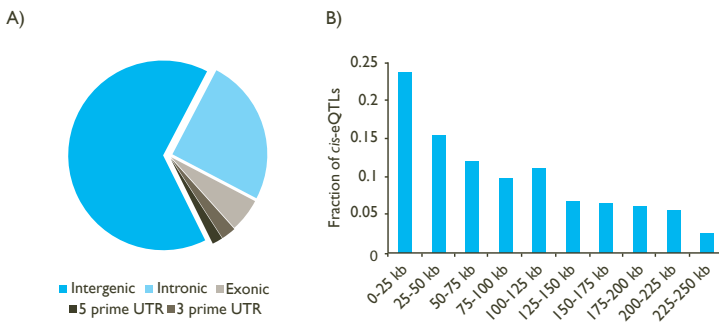 A)
Intergenic Intronic Exonic
5 prime UTR 3 prime UTR
B)
Fraction of cis-eQTLs
0.25
0.2
0.15
0.1
0.05
0
0-25 kb
25-50 kb
50-75 kb
75-100 kb
100-125 kb
125-150 kb
150-175 kb
175-200 kb
200-225 kb
225-250 kb